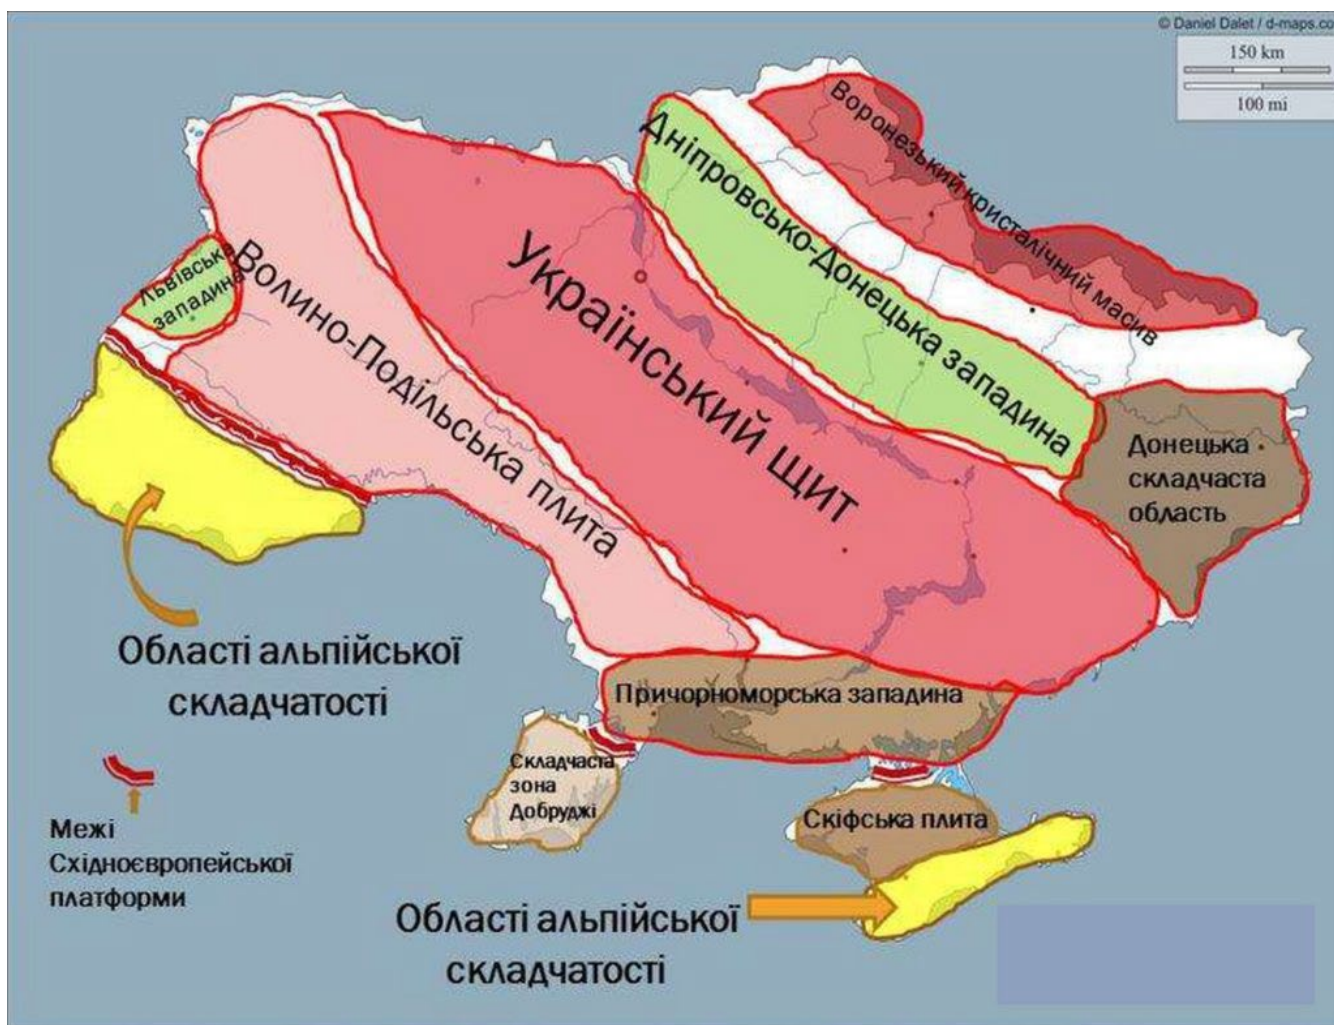 © Daniel Dalet / d-maps.co
150 km
100 mi
Воронезький кристалічний масив
Дніпровсько-Донецька западина
Український щит
Львівська
западина
Волино-Подільська плита
Донецька
складчаста
область
Області альпійської
складчатості
Причорноморська западина
Складчаста
зона
Добруджі
Скіфська плита
Межі
Східноєвропейської
платформи
Області альпійської
складчатості